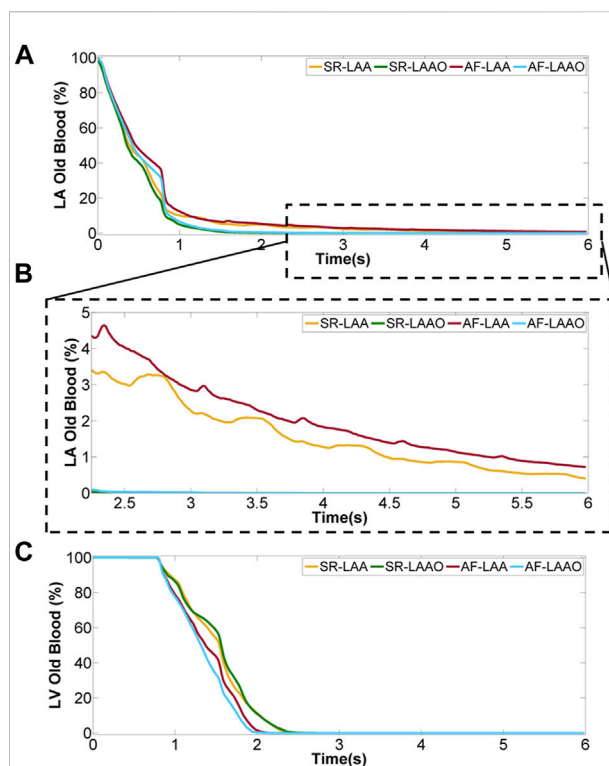 A
SR-LAA SR-LAAO AF-LAA AF-LAAO
LA Old Blood (%)
100
80
60
40
20
0
0 1 2 3 4 5 6
Time(s)
B
SR-LAA SR-LAAO AF-LAA AF-LAAO
LA Old Blood (%)
5
4
3
2
1
0
2.5 3 3.5 4 4.5 5 5.5 6
Time(s)
C
SR-LAA SR-LAAO AF-LAA AF-LAAO
LV Old Blood (%)
100
80
60
40
20
0
0 1 2 3 4 5 6
Time(s)